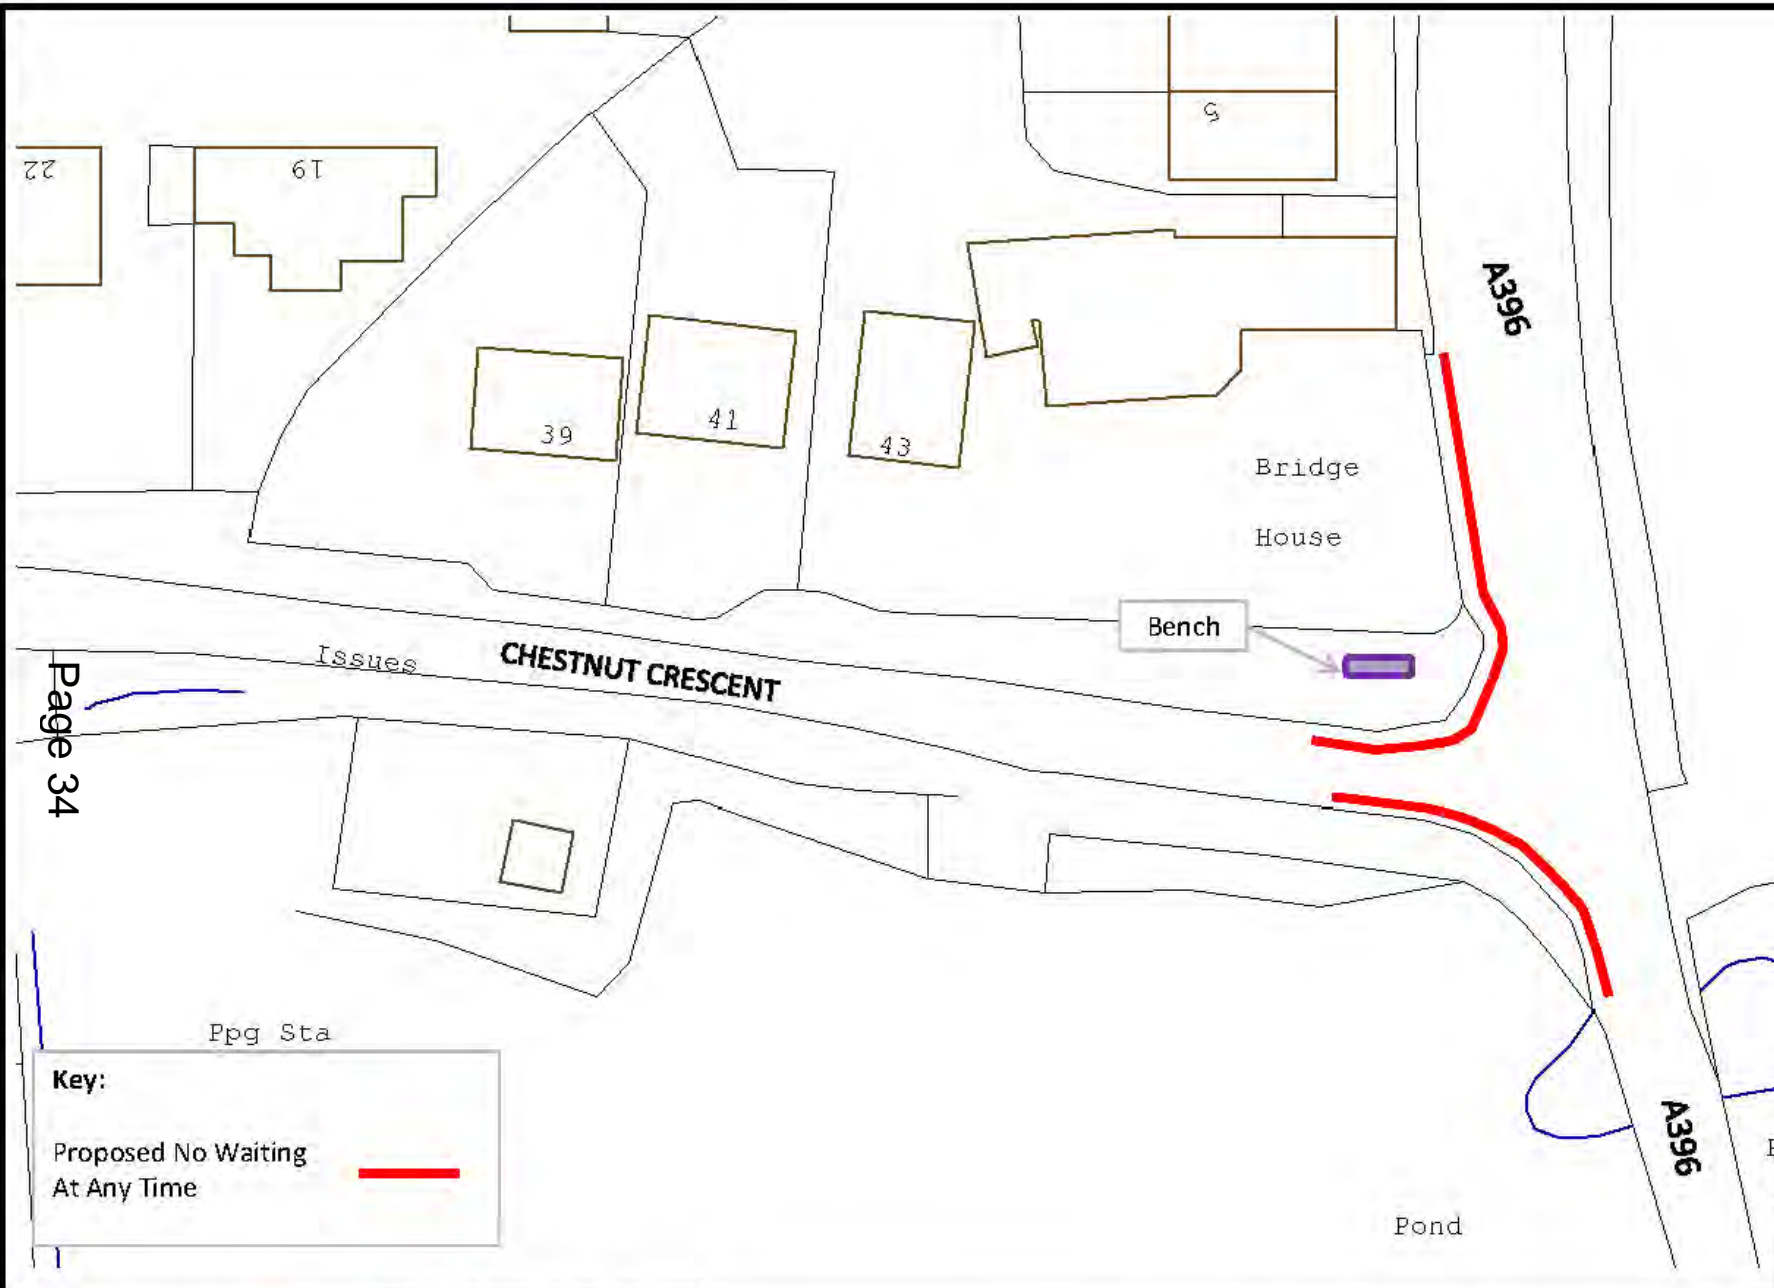 5
22
19
A396
41
39
43
Bridge
House
Bench
Issues
CHESTNUT CRESCENT
Page 34
Ppg Sta
Key:
Proposed No Waiting
At Any Time
A396
Pond